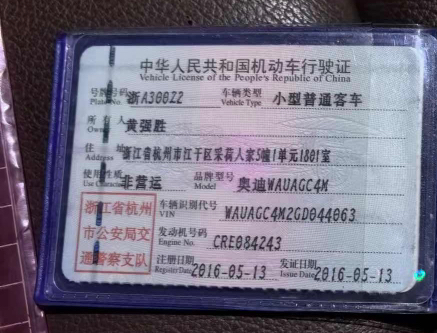 中华人民共和国机动车行驶证
Vehicle License of the People's Republic of China
号牌号码 浙A300Z2 车辆类型 小型普通客车
Plate No. Vehicle Type
所有人 黄强胜
Owner
住址 浙江省杭州市江干区采荷人家5幢1单元1801室
Address
使用性质 非营运 品牌型号 奥迪WAUAGC4M
Use Character Model
浙江省杭州市公安局交通警察支队
车辆识别代号 WAUAGC4M2GD044063
VIN
发动机号码 CRE084243
Engine No.
注册日期 2016-05-13 发证日期 2016-05-13
Register Date Issue Date